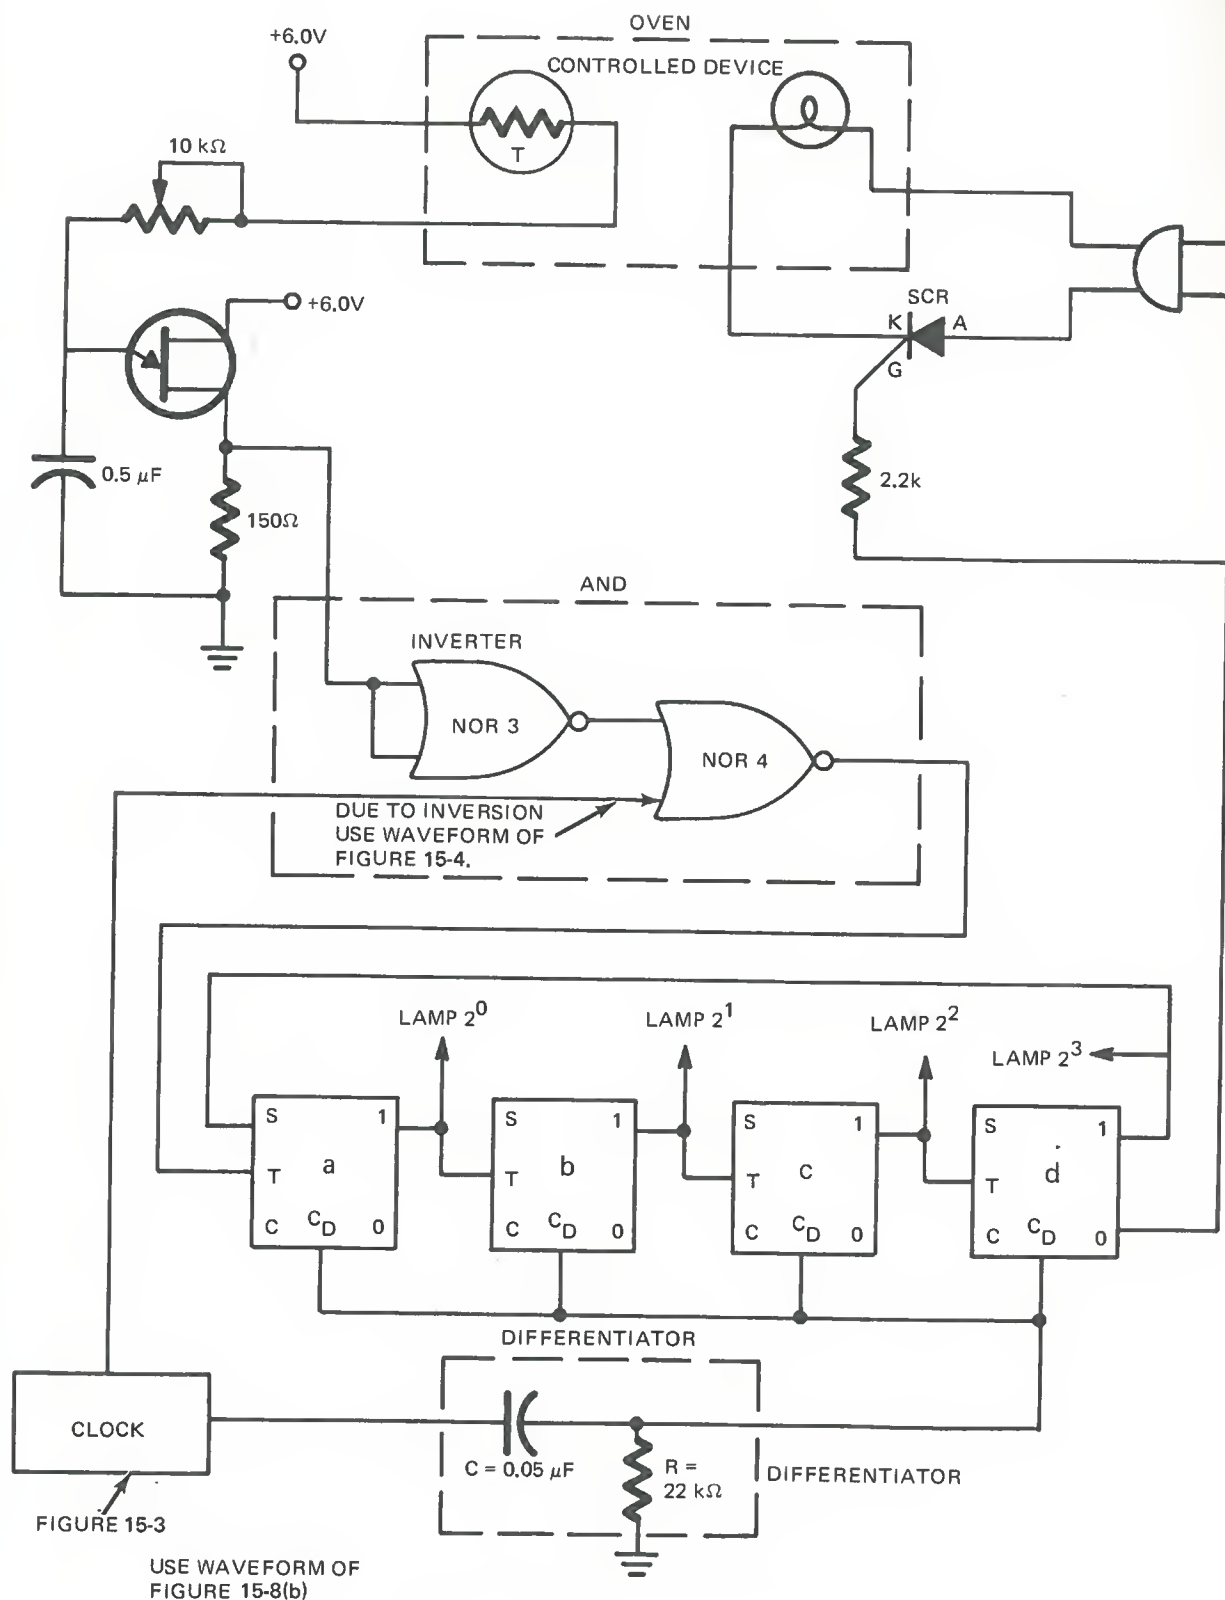 OVEN
+6.0V
CONTROLLED DEVICE
T
10 kΩ
+6.0V
SCR
K
A
G
0.5 μF
2.2k
150Ω
AND
INVERTER
NOR 3
NOR 4
DUE TO INVERSION
USE WAVEFORM OF
FIGURE 15-4.
LAMP 2⁰
LAMP 2¹
LAMP 2²
LAMP 2³
S 1
a
T
C C_D 0
S 1
b
T
C C_D 0
S 1
c
T
C C_D 0
S 1
d
T
C C_D 0
DIFFERENTIATOR
CLOCK
C = 0.05 μF
R =
22 kΩ
DIFFERENTIATOR
FIGURE 15-3
USE WAVEFORM OF
FIGURE 15-8(b)